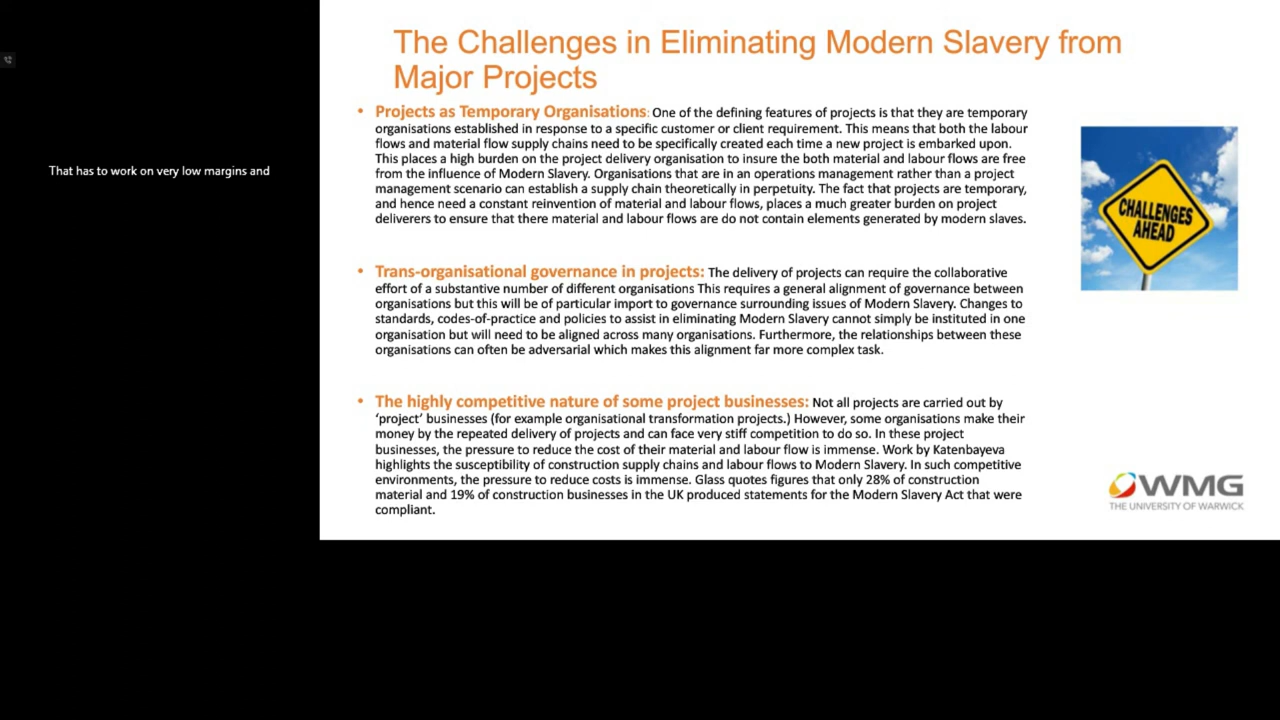 That has to work on very low margins and
The Challenges in Eliminating Modern Slavery from
Major Projects
• Projects as Temporary Organisations: One of the defining features of projects is that they are temporary
organisations established in response to a specific customer or client requirement. This means that both the labour
flows and material flow supply chains need to be specifically created each time a new project is embarked upon.
This places a high burden on the project delivery organisation to insure the both material and labour flows are free
from the influence of Modern Slavery. Organisations that are in an operations management rather than a project
management scenario can establish a supply chain theoretically in perpetuity. The fact that projects are temporary,
and hence need a constant reinvention of material and labour flows, places a much greater burden on project
deliverers to ensure that there material and labour flows are do not contain elements generated by modern slaves.
• Trans-organisational governance in projects: The delivery of projects can require the collaborative
effort of a substantive number of different organisations This requires a general alignment of governance between
organisations but this will be of particular import to governance surrounding issues of Modern Slavery. Changes to
standards, codes-of-practice and policies to assist in eliminating Modern Slavery cannot simply be instituted in one
organisation but will need to be aligned across many organisations. Furthermore, the relationships between these
organisations can often be adversarial which makes this alignment far more complex task.
• The highly competitive nature of some project businesses: Not all projects are carried out by
‘project’ businesses (for example organisational transformation projects.) However, some organisations make their
money by the repeated delivery of projects and can face very stiff competition to do so. In these project
businesses, the pressure to reduce the cost of their material and labour flow is immense. Work by Katenbayeva
highlights the susceptibility of construction supply chains and labour flows to Modern Slavery. In such competitive
environments, the pressure to reduce costs is immense. Glass quotes figures that only 28% of construction
material and 19% of construction businesses in the UK produced statements for the Modern Slavery Act that were
compliant.
CHALLENGES
AHEAD
WMG
THE UNIVERSITY OF WARWICK